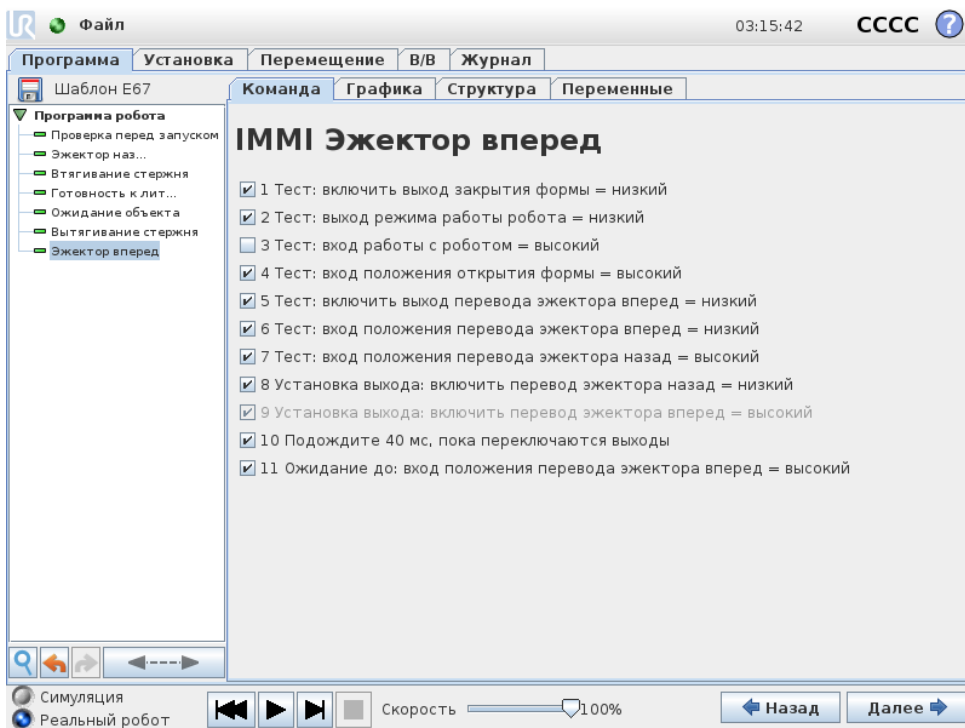 UR Файл 03:15:42 CCCC ?
Программа Установка Перемещение В/В Журнал
Шаблон E67 Команда Графика Структура Переменные
Программа робота
Проверка перед запуском
Эжектор наз...
Втягивание стержня
Готовность к лит...
Ожидание объекта
Вытягивание стержня
Эжектор вперед
IMMI Эжектор вперед
1 Тест: включить выход закрытия формы = низкий
2 Тест: выход режима работы робота = низкий
3 Тест: вход работы с роботом = высокий
4 Тест: вход положения открытия формы = высокий
5 Тест: включить выход перевода эжектора вперед = низкий
6 Тест: вход положения перевода эжектора вперед = низкий
7 Тест: вход положения перевода эжектора назад = высокий
8 Установка выхода: включить перевод эжектора назад = низкий
9 Установка выхода: включить перевод эжектора вперед = высокий
10 Подождите 40 мс, пока переключаются выходы
11 Ожидание до: вход положения перевода эжектора вперед = высокий
Симуляция
Реальный робот
Скорость 100%
Назад Далее